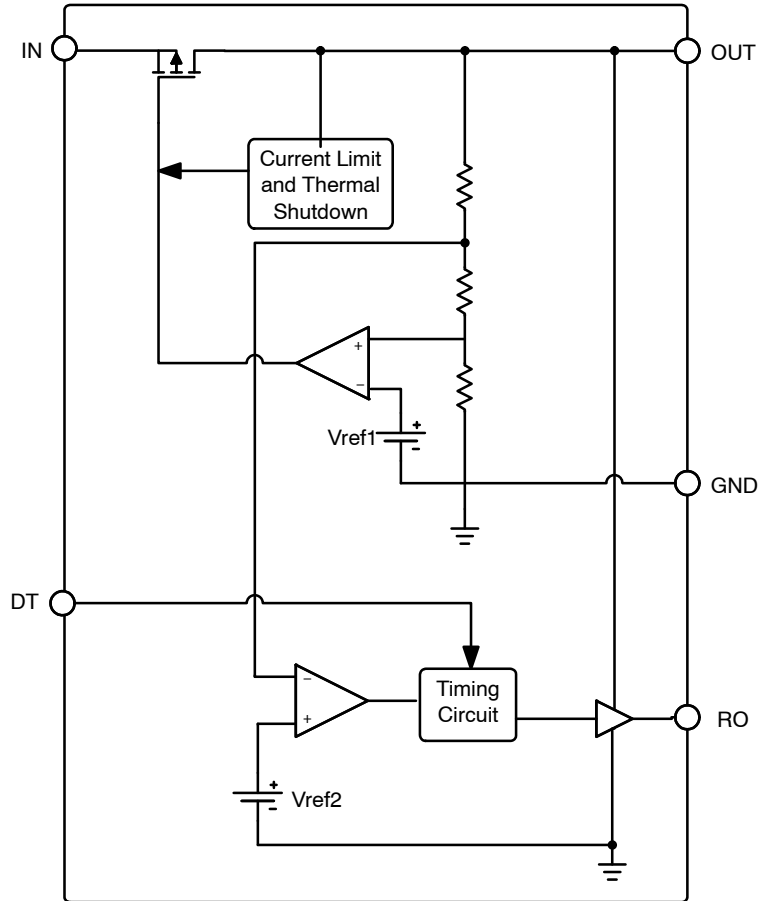 IN
OUT
Current Limit
and Thermal
Shutdown
+
−
Vref1
+
-
GND
DT
−
+
Timing
Circuit
RO
+
-
Vref2